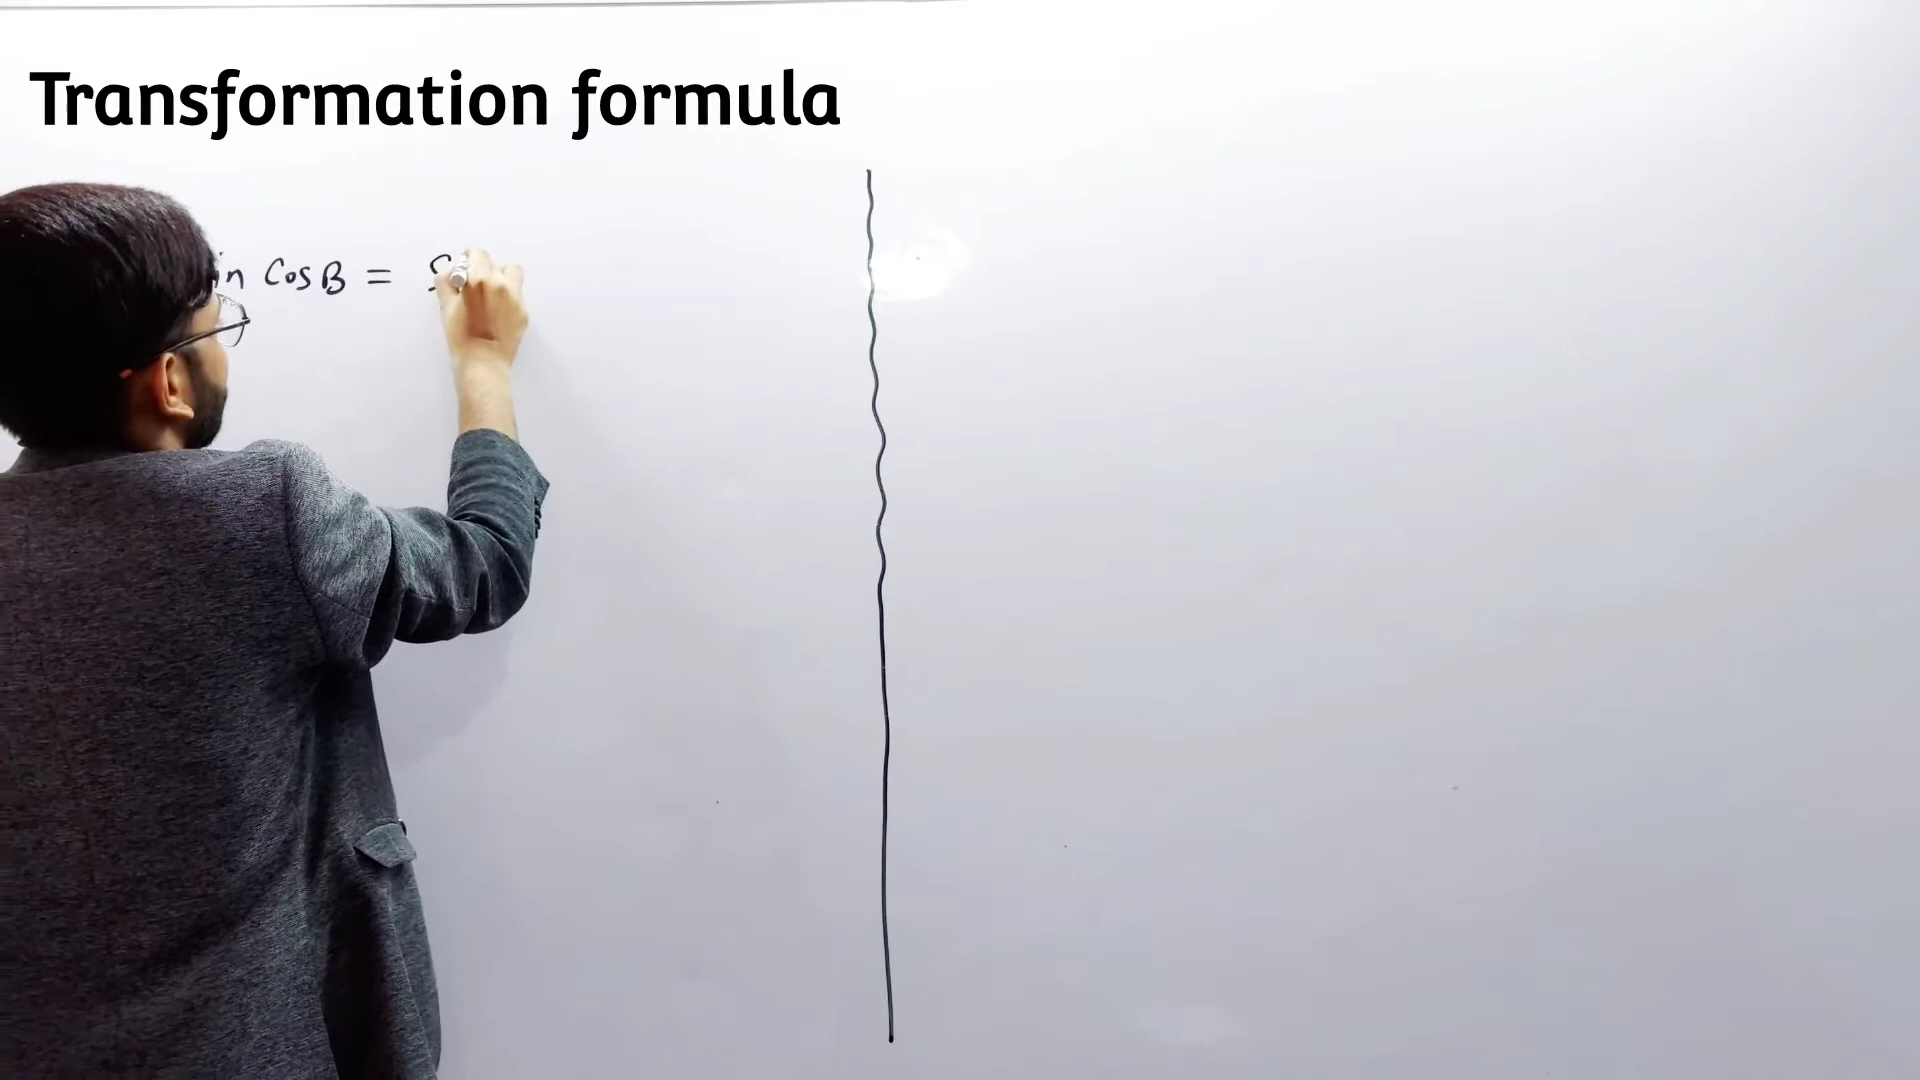 Transformation formula
in Cos B = S